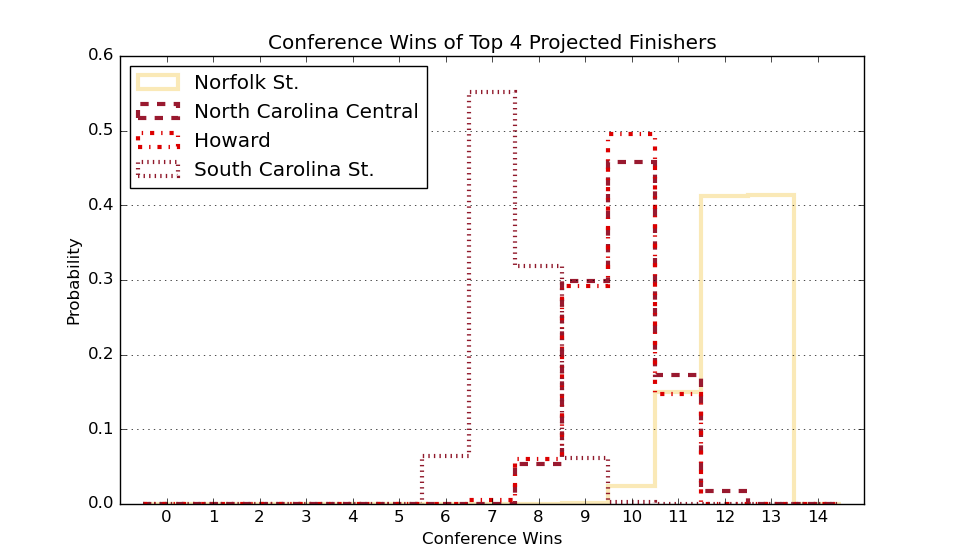 Conference Wins of Top 4 Projected Finishers
Norfolk St.
North Carolina Central
Howard
South Carolina St.
Probability
0.6
0.5
0.4
0.3
0.2
0.1
0.0
0 1 2 3 4 5 6 7 8 9 10 11 12 13 14
Conference Wins